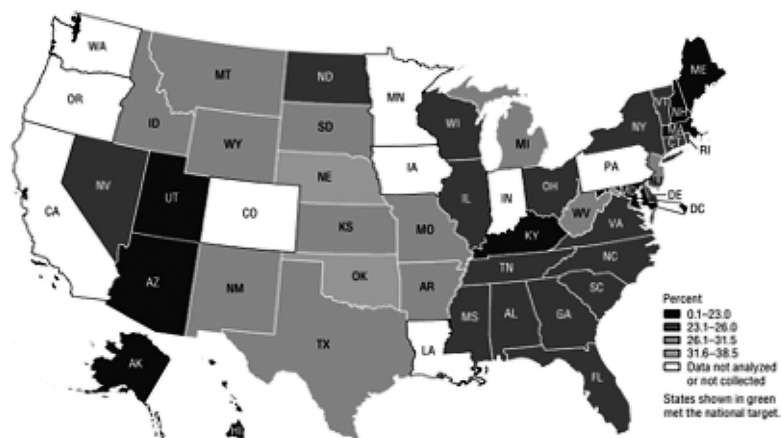 WA
MT
ND
MN
ME
OR
ID
SD
WI
MI
VT
NH
NY
MA
CT
RI
WY
NE
IA
PA
NJ
NV
UT
CO
IL
IN
OH
DE
DC
CA
KS
MO
WV
VA
KY
AZ
NM
OK
AR
TN
NC
SC
MS
AL
GA
TX
LA
FL
AK
HI
Percent
0.1–23.0
23.1–26.0
26.1–31.5
31.6–38.5
Data not analyzed
or not collected
States shown in green
met the national target.